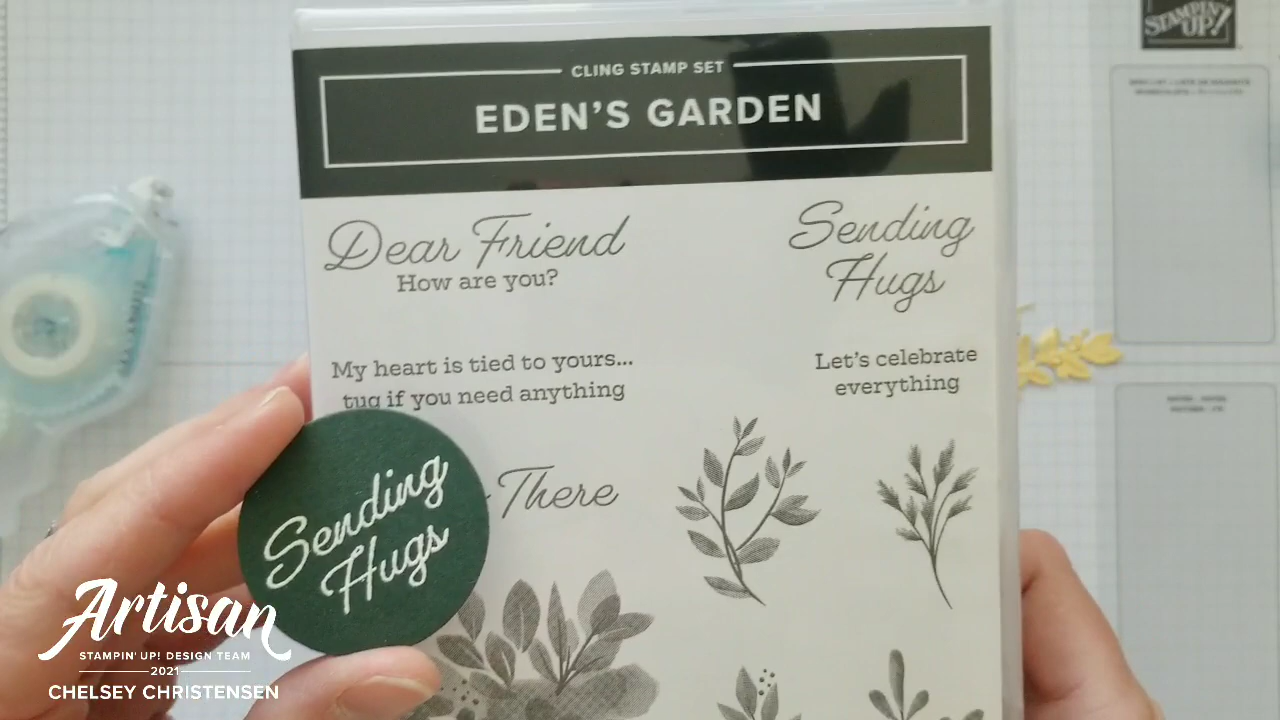 STAMPIN' UP!
CLING STAMP SET
EDEN'S GARDEN
Dear Friend
How are you?
Sending
Hugs
My heart is tied to yours...
tug if you need anything
Let's celebrate
everything
There
Sending
Hugs
Artisan
STAMPIN' UP! DESIGN TEAM
2021
CHELSEY CHRISTENSEN